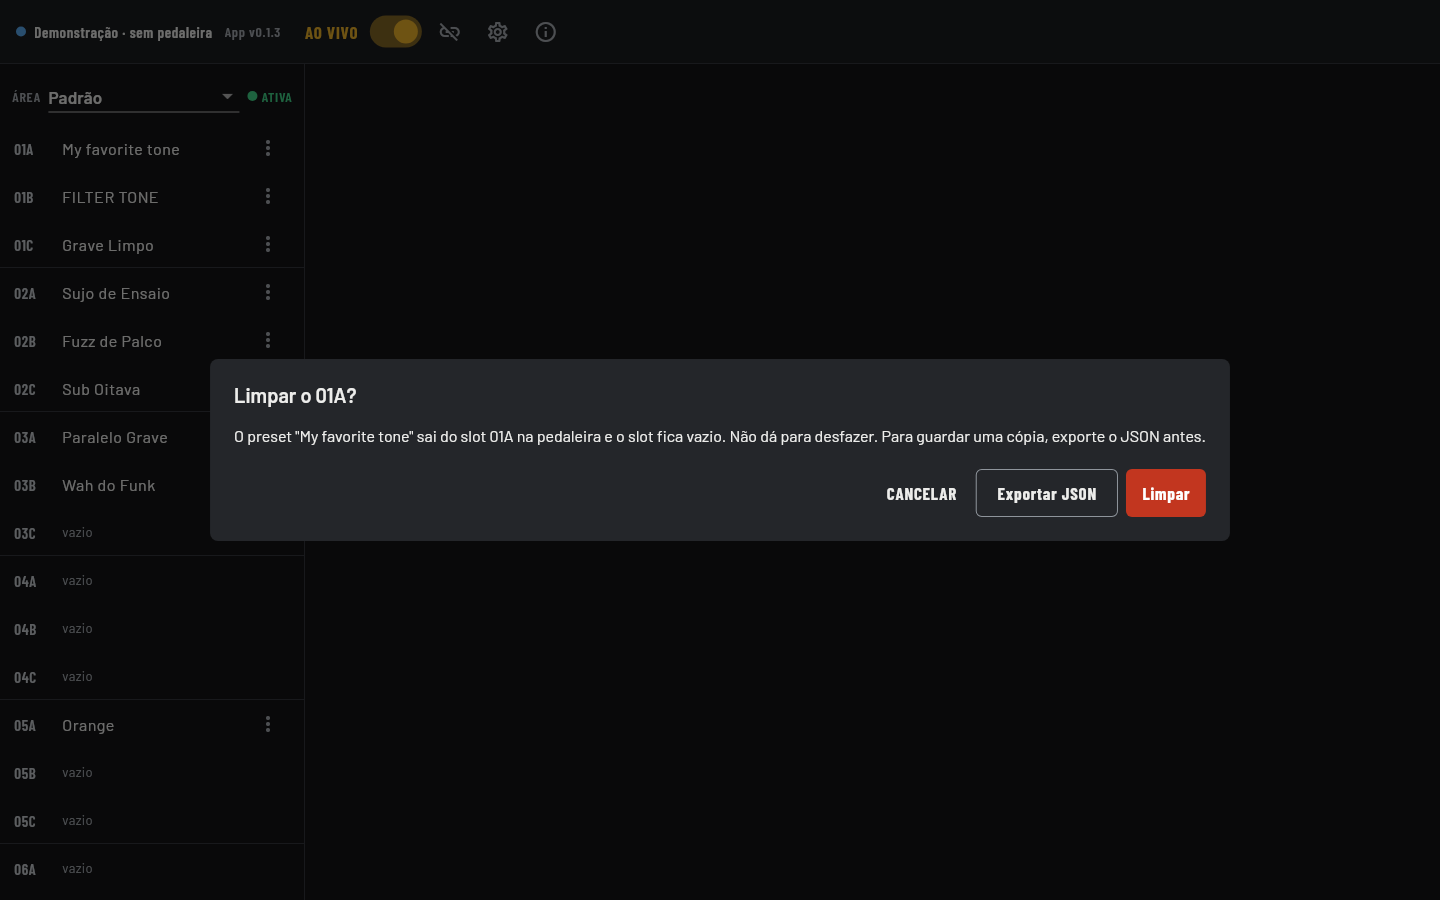 Demonstração · sem pedaleira App v0.1.3 AO VIVO
ÁREA Padrão ATIVA
01A My favorite tone
01B FILTER TONE
01C Grave Limpo
02A Sujo de Ensaio
02B Fuzz de Palco
02C Sub Oitava
03A Paralelo Grave
03B Wah do Funk
03C vazio
04A vazio
04B vazio
04C vazio
05A Orange
05B vazio
05C vazio
06A vazio
Limpar o 01A?
O preset "My favorite tone" sai do slot 01A na pedaleira e o slot fica vazio. Não dá para desfazer. Para guardar uma cópia, exporte o JSON antes.
CANCELAR Exportar JSON Limpar